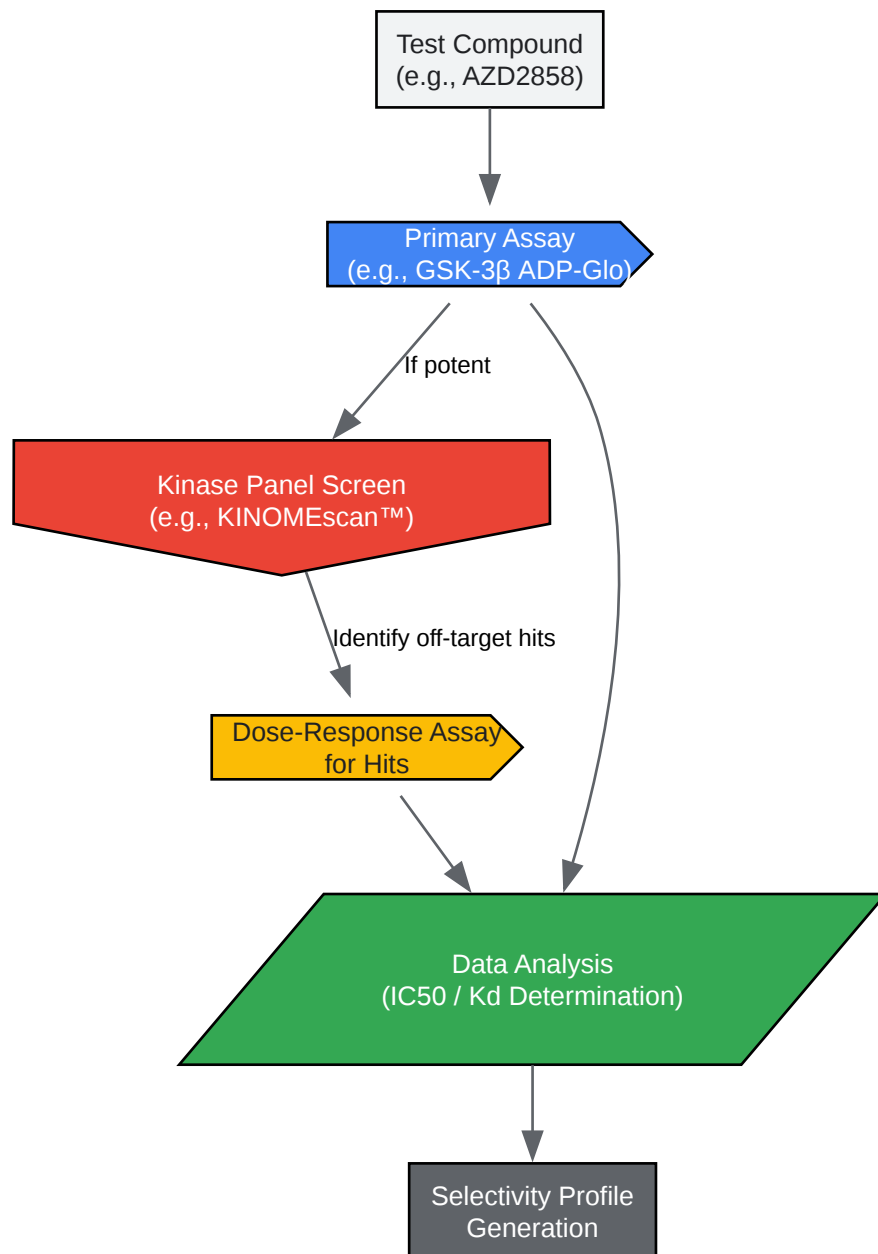 Test Compound
(e.g., AZD2858)
Primary Assay
(e.g., GSK-3β ADP-Glo)
If potent
Kinase Panel Screen
(e.g., KINOMEscan™)
Identify off-target hits
Dose-Response Assay
for Hits
Data Analysis
(IC50 / Kd Determination)
Selectivity Profile
Generation